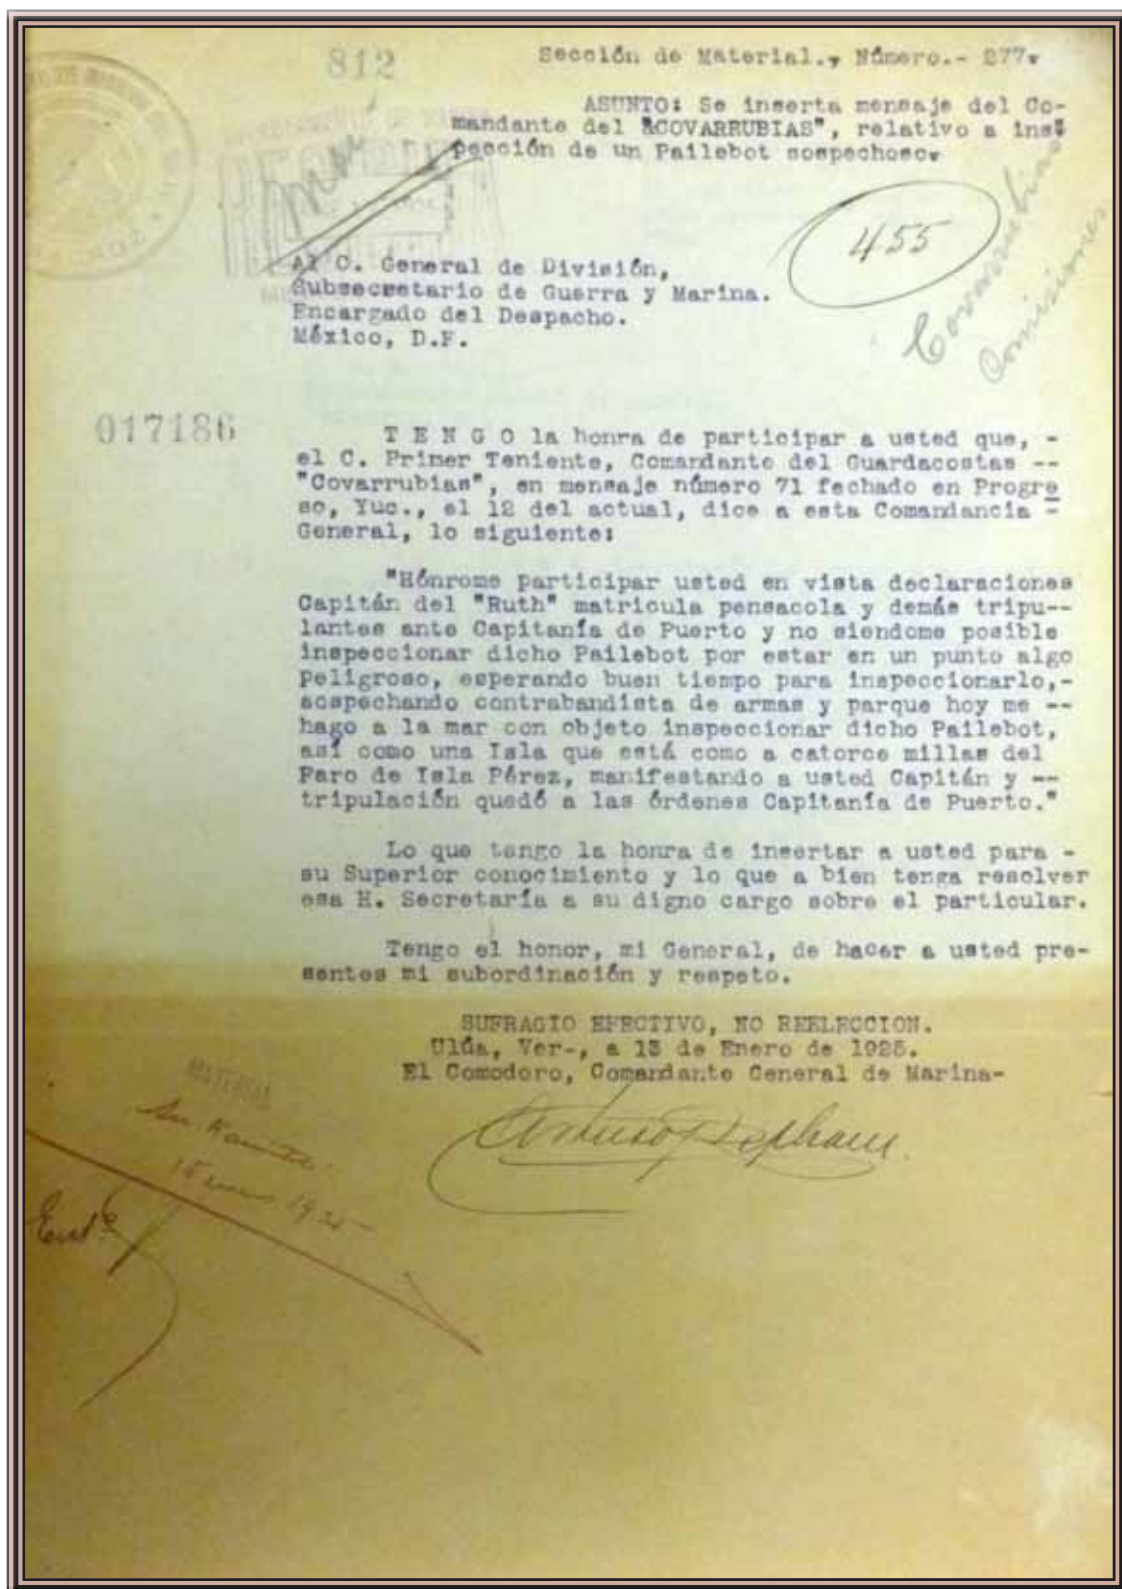 812
Sección de Material., Número.- 277.
ASUNTO: Se inserta mensaje del Co-
mandante del &COVARRUBIAS", relativo a ins
pección de un Pailebot sospechoso.
455
Covarrubias
Comisiones
Al C. General de División,
Subsecretario de Guerra y Marina.
Encargado del Despacho.
México, D.F.
017186
T E N G O la honra de participar a usted que, -
el C. Primer Teniente, Comandante del Guardacostas --
"Covarrubias", en mensaje número 71 fechado en Progre
so, Yuc., el 12 del actual, dice a esta Comandancia -
General, lo siguiente:
"Hónrome participar usted en vista declaraciones
Capitán del "Ruth" matricula pensacola y demás tripu--
lantes ante Capitanía de Puerto y no siendome posible
inspeccionar dicho Pailebot por estar en un punto algo
Peligroso, esperando buen tiempo para inspeccionarlo,-
sospechando contrabandista de armas y parque hoy me --
hago a la mar con objeto inspeccionar dicho Pailebot,
así como una Isla que está como a catorce millas del
Faro de Isla Pérez, manifestando a usted Capitán y --
tripulación quedó a las órdenes Capitanía de Puerto."
Lo que tengo la honra de insertar a usted para -
su Superior conocimiento y lo que a bien tenga resolver
esa H. Secretaría a su digno cargo sobre el particular.
Tengo el honor, mi General, de hacer a usted pre-
sentes mi subordinación y respeto.
SUFRAGIO EFECTIVO, NO REELECCION.
Ulúa, Ver-, a 13 de Enero de 1925.
El Comodoro, Comandante General de Marina-
MATERIAL
15 enero 1925